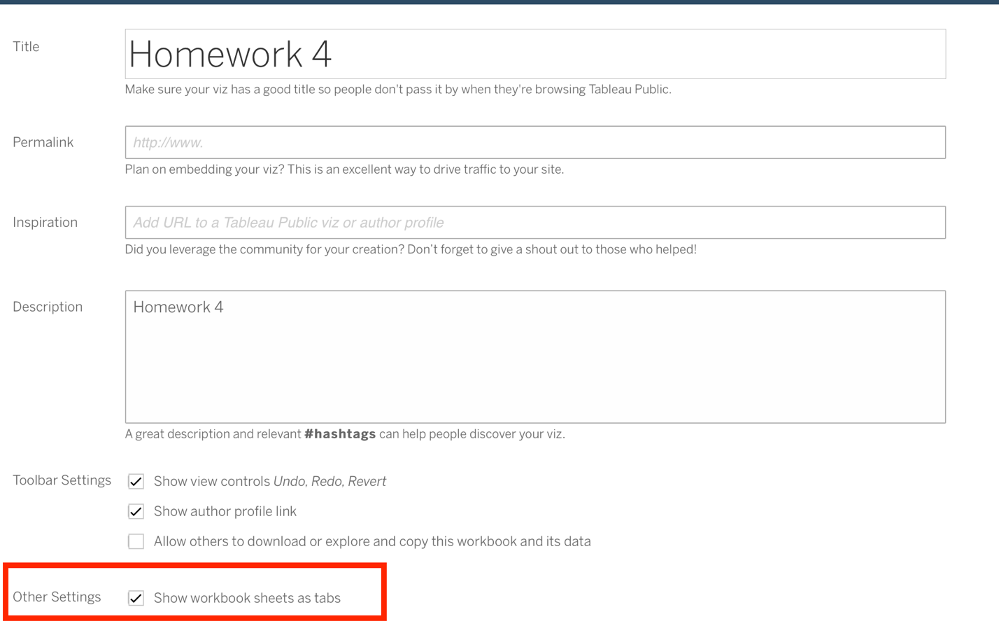 Title
Homework 4
Make sure your viz has a good title so people don't pass it by when they're browsing Tableau Public.
Permalink
http://www.
Plan on embedding your viz? This is an excellent way to drive traffic to your site.
Inspiration
Add URL to a Tableau Public viz or author profile
Did you leverage the community for your creation? Don't forget to give a shout out to those who helped!
Description
Homework 4
A great description and relevant #hashtags can help people discover your viz.
Toolbar Settings
Show view controls Undo, Redo, Revert
Show author profile link
Allow others to download or explore and copy this workbook and its data
Other Settings
Show workbook sheets as tabs